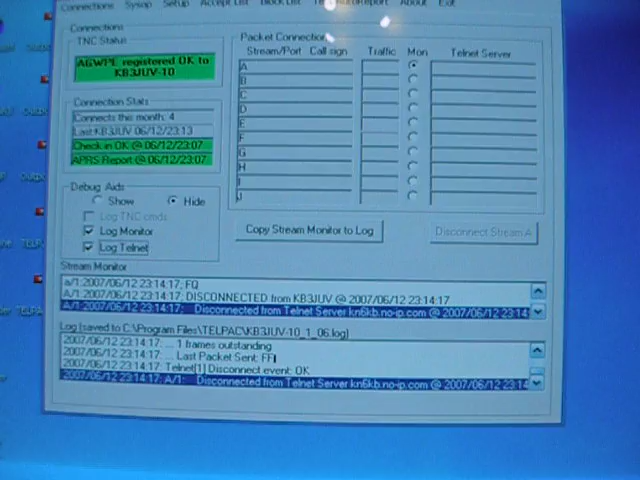 Connections Sysop Setup Accept List Block List AutoReport About Exit
Connections
TNC Status
AGWPE registered OK to
KB3JUV-10
Connection Stats
Connects this month: 4
Last: KB3JUV 06/12/23:13
Check in OK @ 06/12/23:07
APRS Report @ 06/12/23:07
Debug Aids
Show Hide
Log TNC cmds
Log Monitor
Log Telnet
Packet Connections
Stream/Port Call sign Traffic Mon Telnet Server
A
B
C
D
E
F
G
H
I
J
Copy Stream Monitor to Log
Disconnect Stream A
Stream Monitor
a/1:2007/06/12 23:14:17: FQ
A/1:2007/06/12 23:14:17: DISCONNECTED from KB3JUV @ 2007/06/12 23:14:17
A/1:2007/06/12 23:14:17: Disconnected from Telnet Server kn6kb.no-ip.com @ 2007/06/12 23:14
Log (saved to C:\Program Files\TELPAC\KB3JUV-10_1_06.log)
2007/06/12 23:14:17: ... 1 frames outstanding
2007/06/12 23:14:17: ... Last Packet Sent: FF
2007/06/12 23:14:17: Telnet[1] Disconnect event: OK
2007/06/12 23:14:17: A/1: Disconnected from Telnet Server kn6kb.no-ip.com @ 2007/06/12 23:14